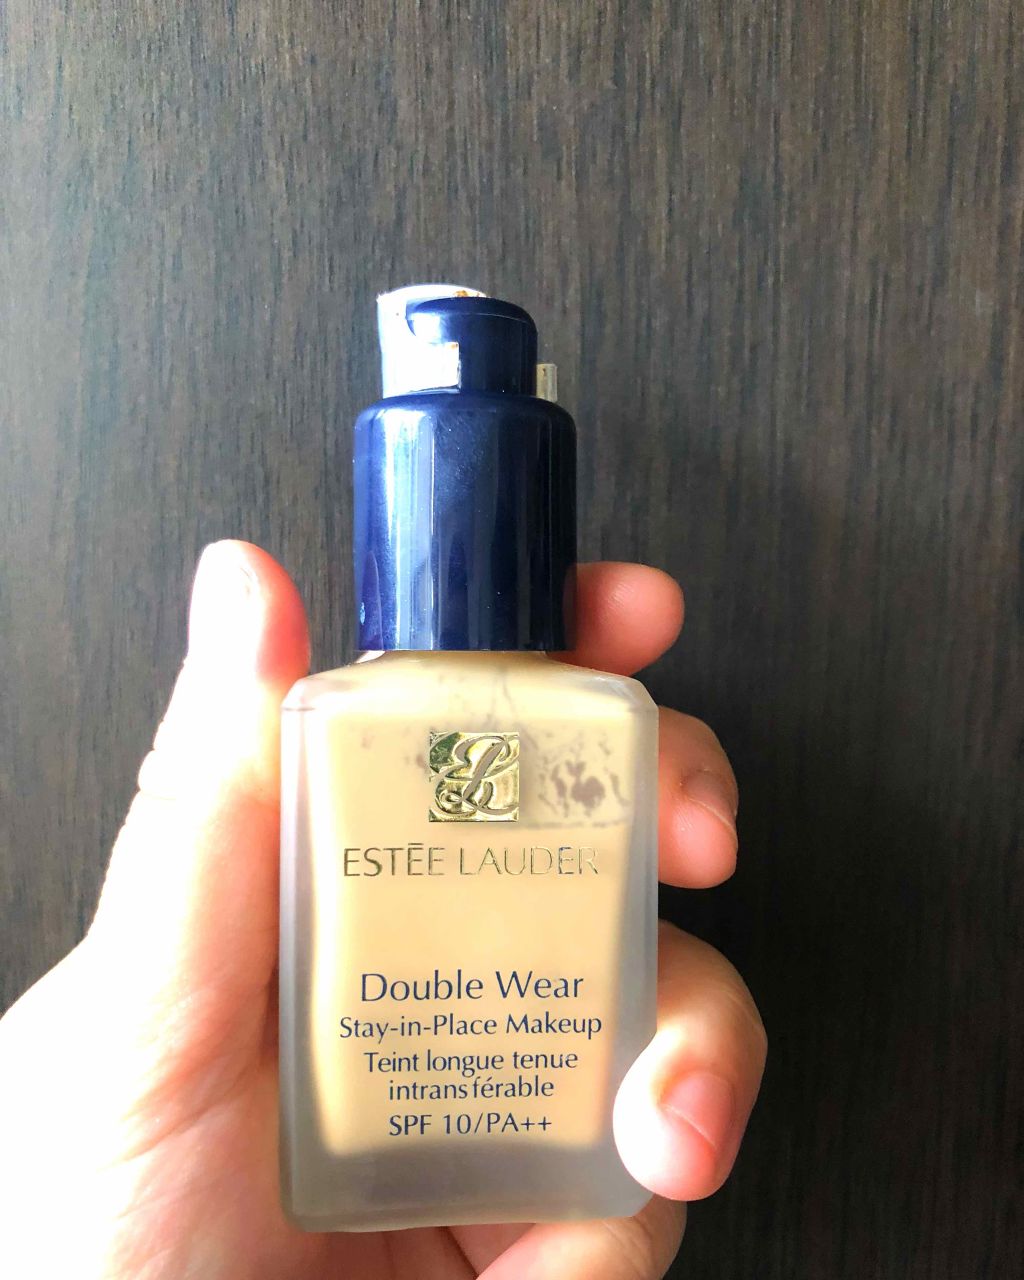 ESTĒE LAUDER
Double Wear
Stay-in-Place Makeup
Teint longue tenue
intransférable
SPF 10/PA++